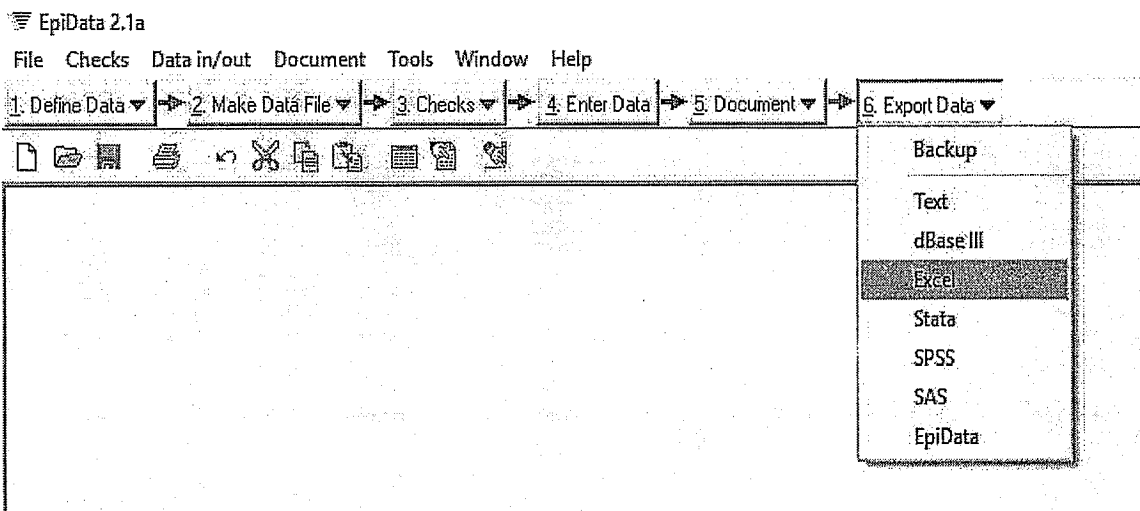 EpiData 2.1a
File Checks Data in/out Document Tools Window Help
1. Define Data 2. Make Data File 3. Checks 4. Enter Data 5. Document 6. Export Data
Backup
Text
dBase III
Excel
Stata
SPSS
SAS
EpiData